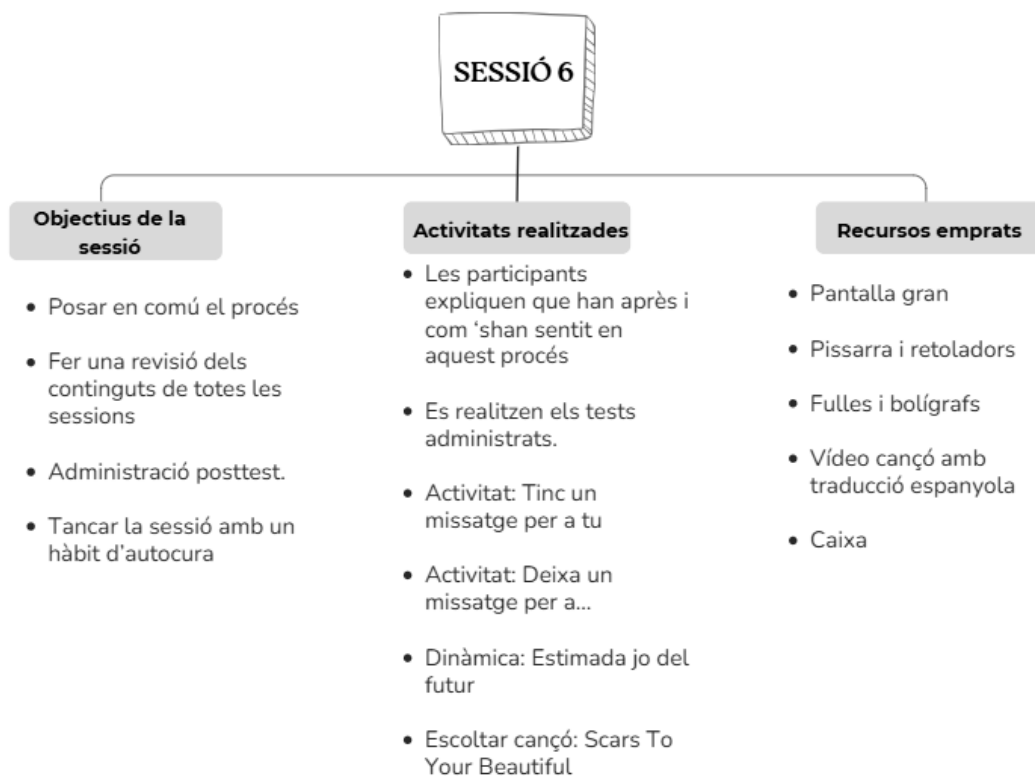 SESSIÓ 6
Objectius de la
sessió
• Posar en comú el procés
• Fer una revisió dels
continguts de totes les
sessions
• Administració posttest.
• Tancar la sessió amb un
hàbit d'autocura
Activitats realitzades
• Les participants
expliquen que han après i
com ‘shan sentit en
aquest procés
• Es realitzen els tests
administrats.
• Activitat: Tinc un
missatge per a tu
• Activitat: Deixa un
missatge per a...
• Dinàmica: Estimada jo del
futur
• Escoltar cançó: Scars To
Your Beautiful
Recursos emprats
• Pantalla gran
• Pissarra i retoladors
• Fulles i bolígrafs
• Vídeo cançó amb
traducció espanyola
• Caixa